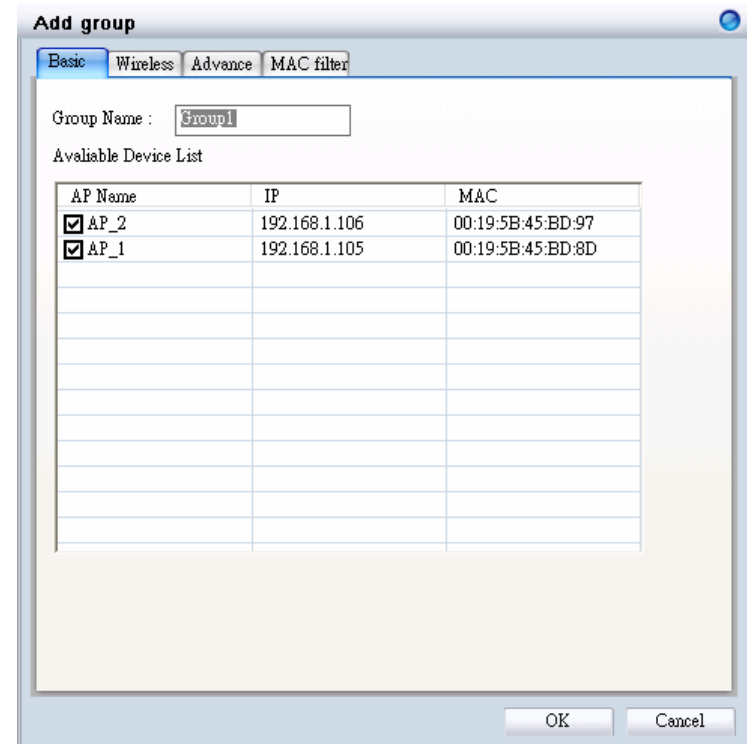 Add group
Basic Wireless Advance MAC filter
Group Name : Group1
Avaliable Device List
AP Name IP MAC
AP_2 192.168.1.106 00:19:5B:45:BD:97
AP_1 192.168.1.105 00:19:5B:45:BD:8D
OK Cancel